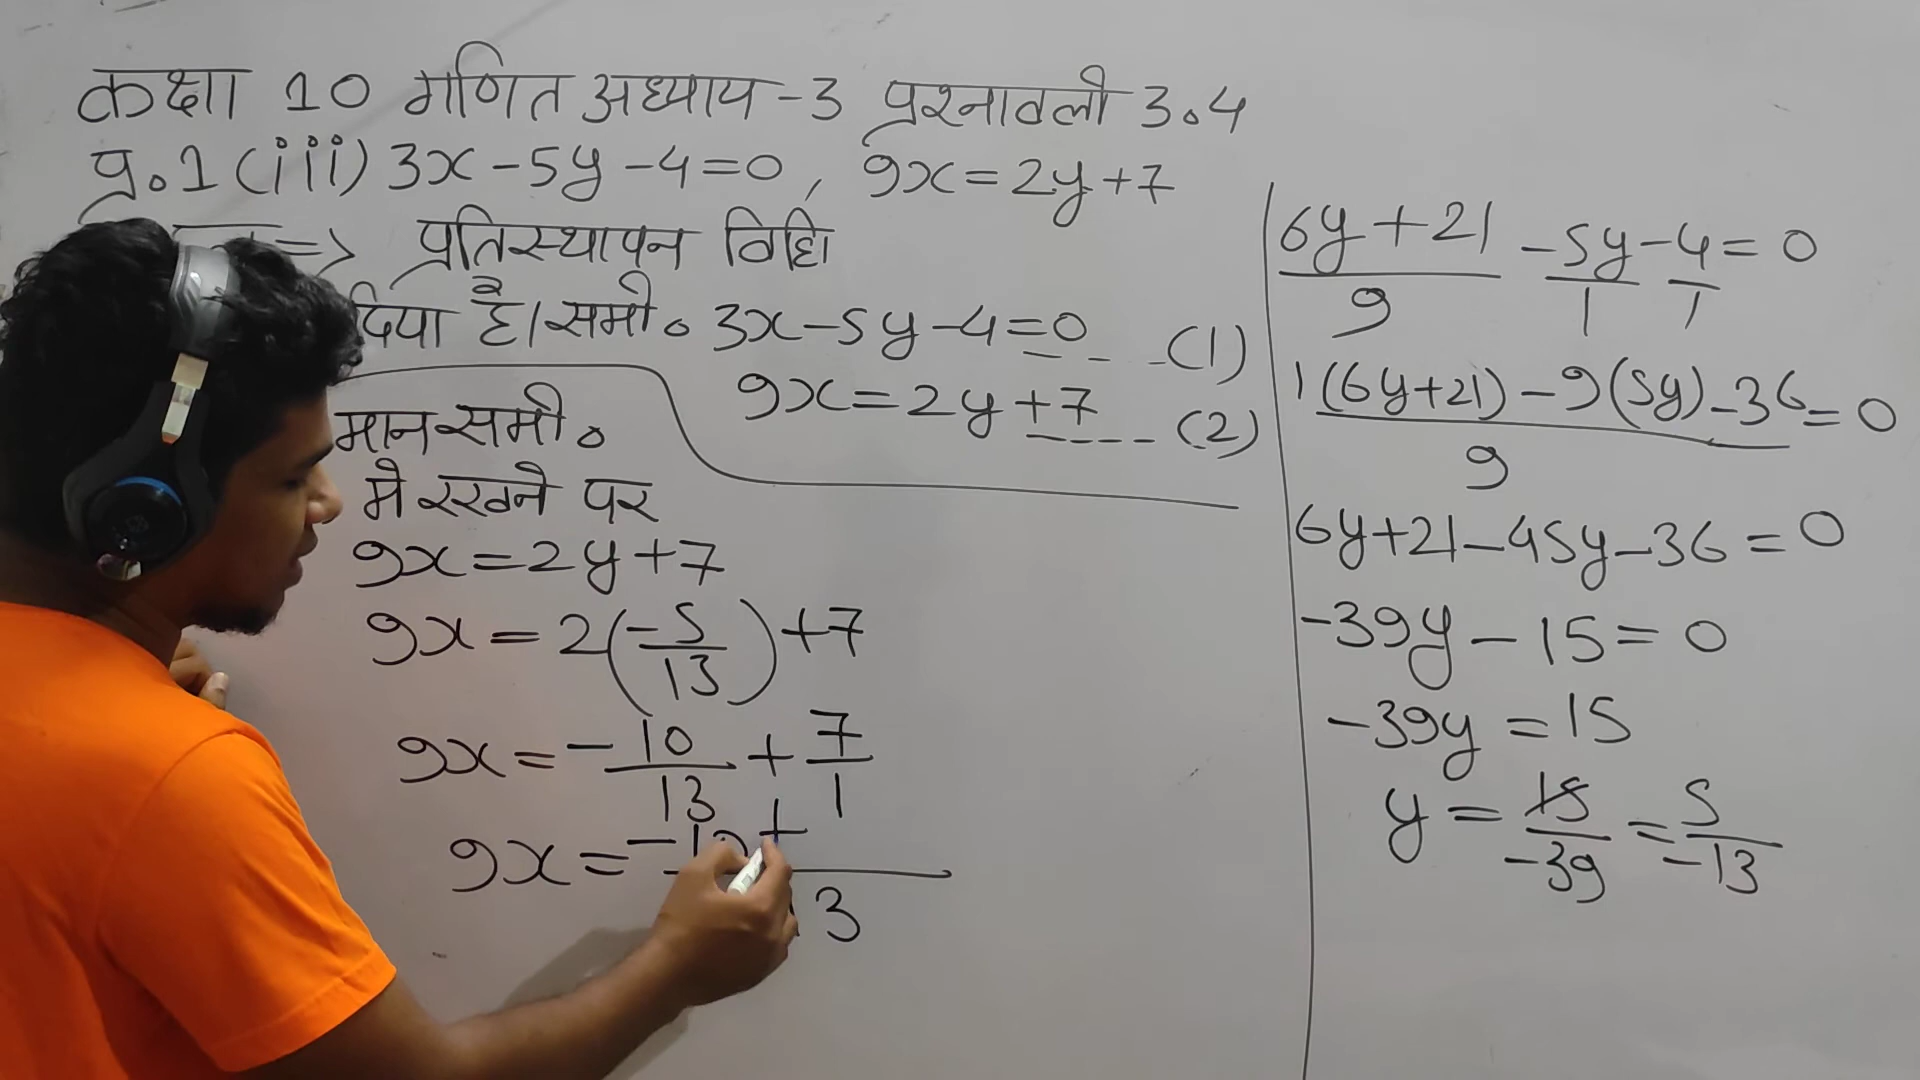 कक्षा 10 गणित अध्याय -3 प्रश्नावली 3.4
प्र.1 (iii) 3x-5y-4=0, 9x=2y+7
=> प्रतिस्थापन विधि
दिया है। समी. 3x-5y-4=0 ---(1)
9x=2y+7 ----(2)
मान समी.
मे रखने पर
9x=2y+7
9x=2(-5/13)+7
9x=-10/13+7/1
9x=-10+ /13
6y+21/9 -5y/1 -4/1 = 0
1(6y+21)-9(5y)-36/9 = 0
6y+21-45y-36=0
-39y-15=0
-39y=15
y=15/-39=5/-13